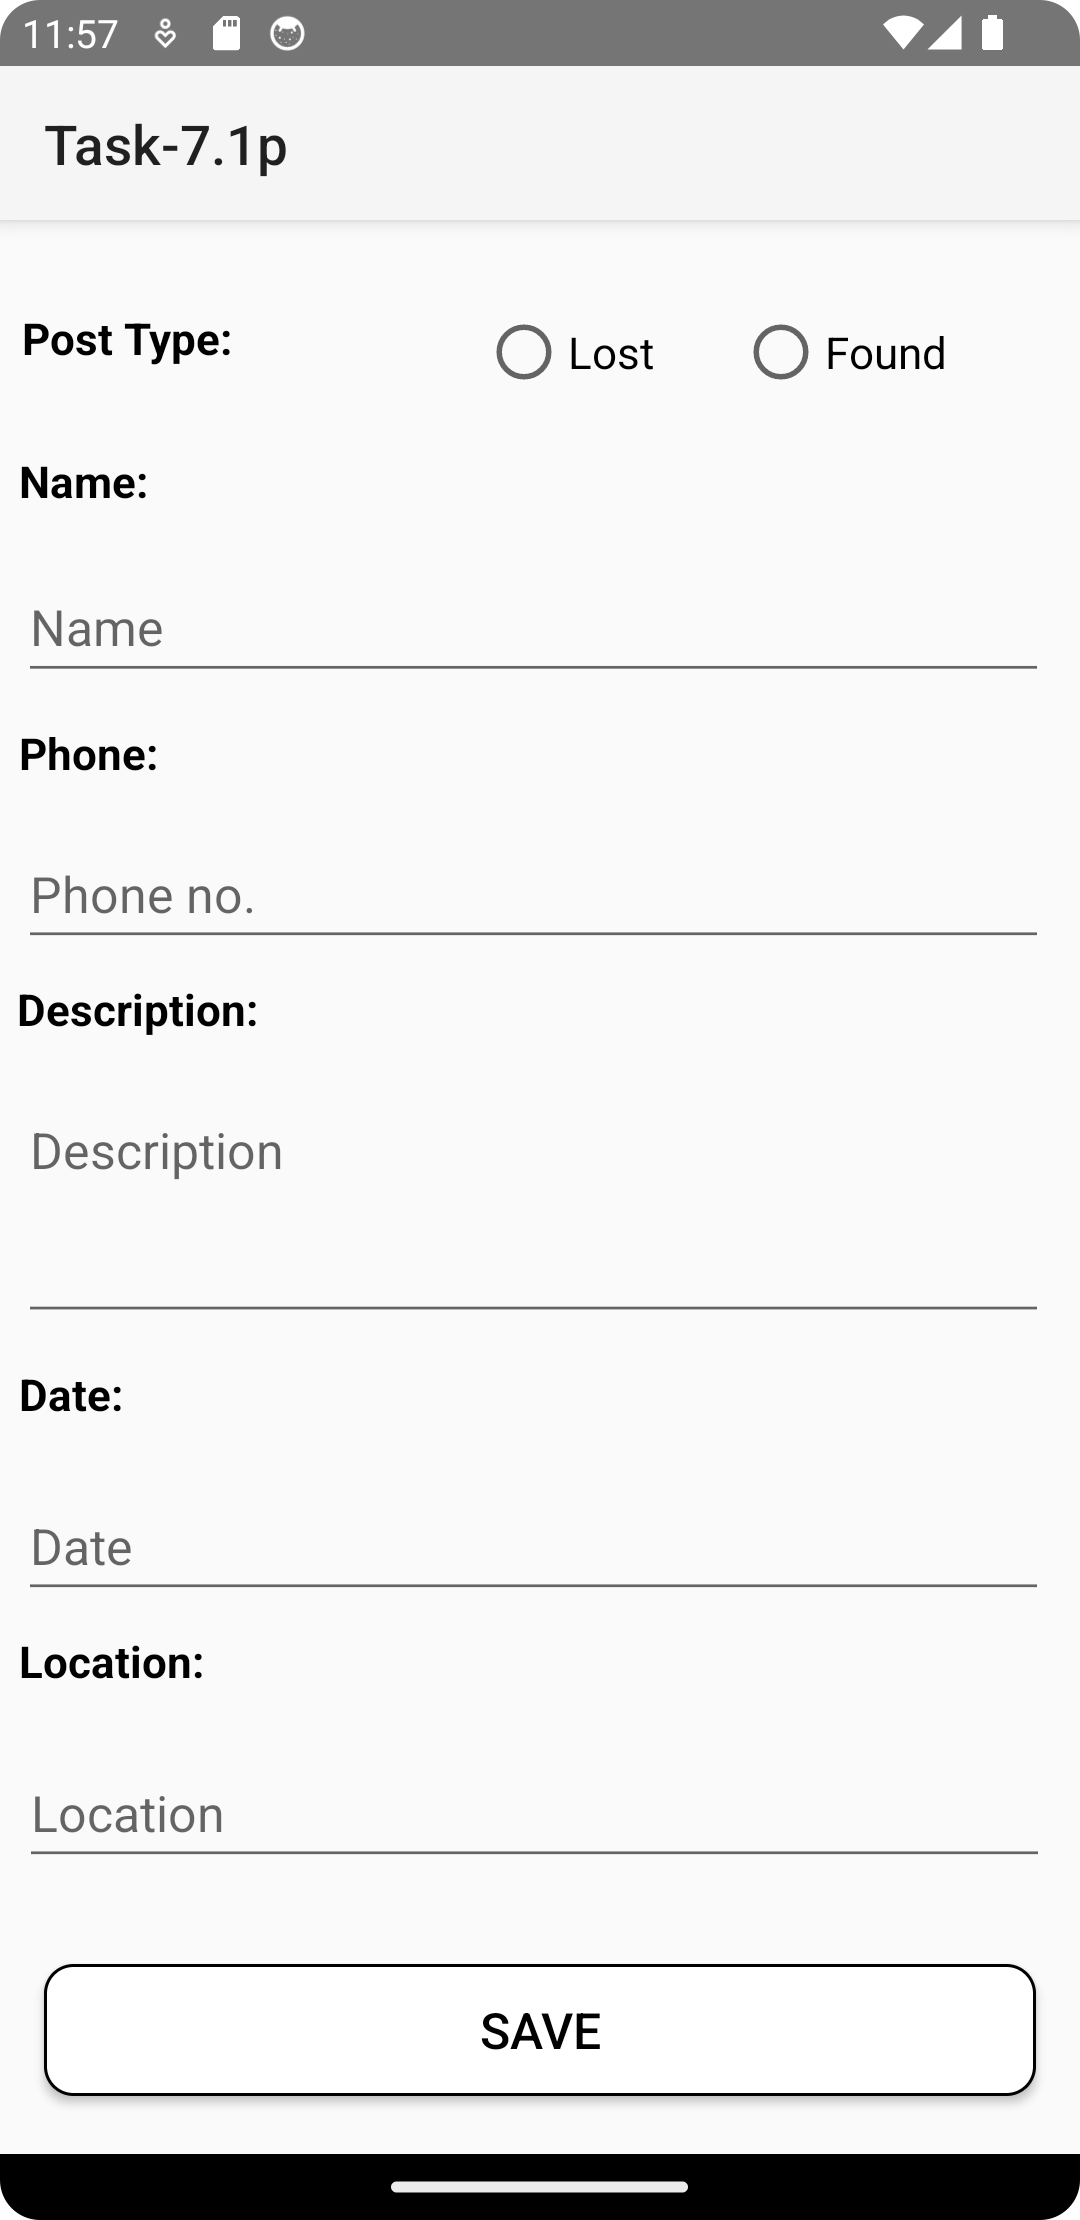 11:57
Task-7.1p
Post Type: Lost Found
Name:
Name
Phone:
Phone no.
Description:
Description
Date:
Date
Location:
Location
SAVE